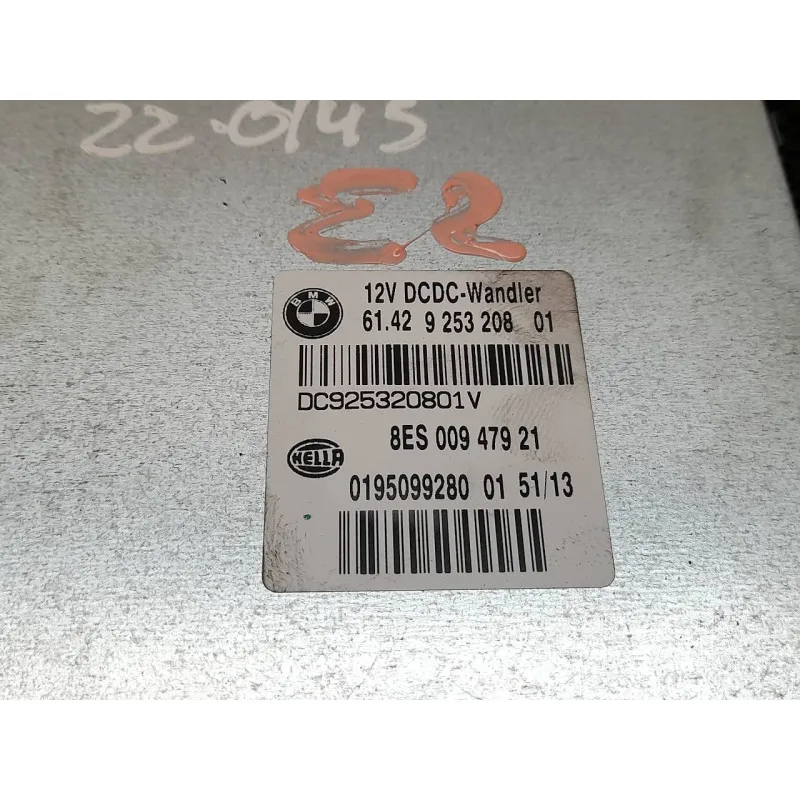 22-0145
E2
BMW
12V DCDC-Wandler
61.42 9 253 208 01
DC925320801V
8ES 009 479 21
HELLA
0195099280 01 51/13